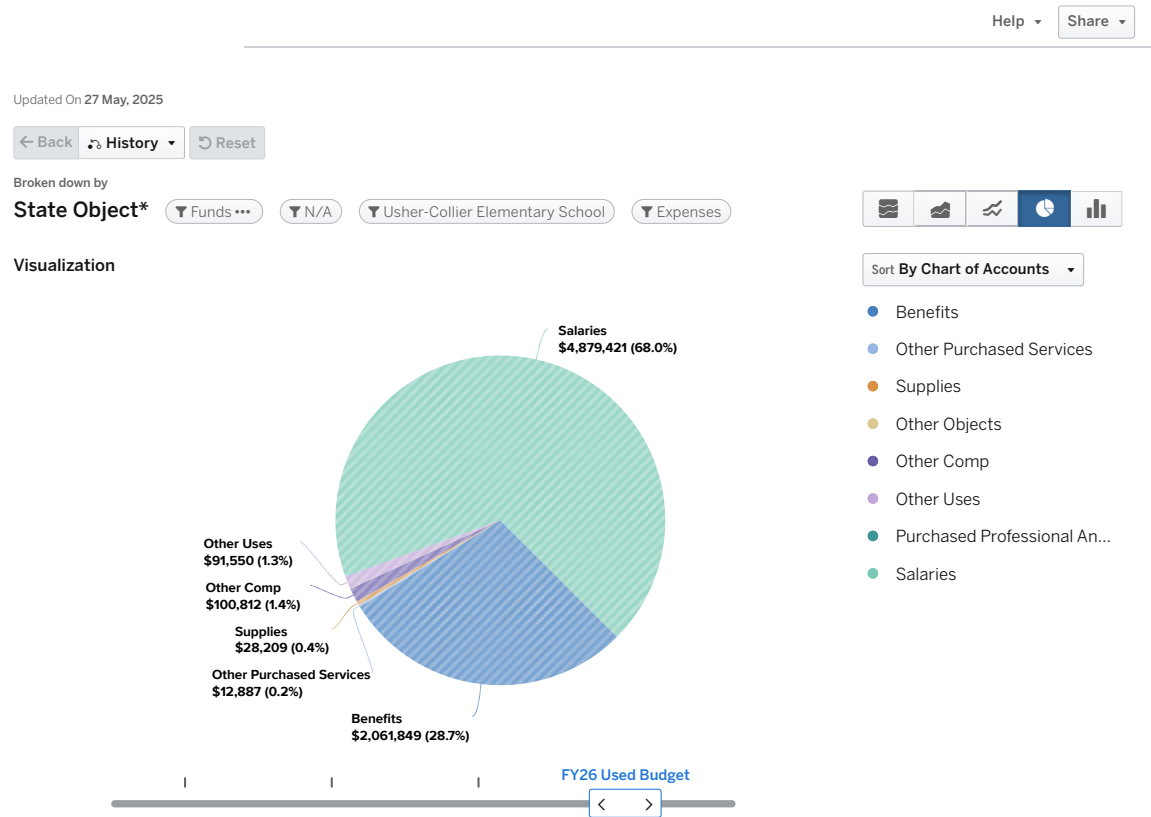 Help
Share
Updated On 27 May, 2025
Back
History
Reset
Broken down by
State Object*
Funds •••
N/A
Usher-Collier Elementary School
Expenses
Visualization
Sort By Chart of Accounts
Benefits
Other Purchased Services
Supplies
Other Objects
Other Comp
Other Uses
Purchased Professional An...
Salaries
Salaries
$4,879,421 (68.0%)
Other Uses
$91,550 (1.3%)
Other Comp
$100,812 (1.4%)
Supplies
$28,209 (0.4%)
Other Purchased Services
$12,887 (0.2%)
Benefits
$2,061,849 (28.7%)
FY26 Used Budget